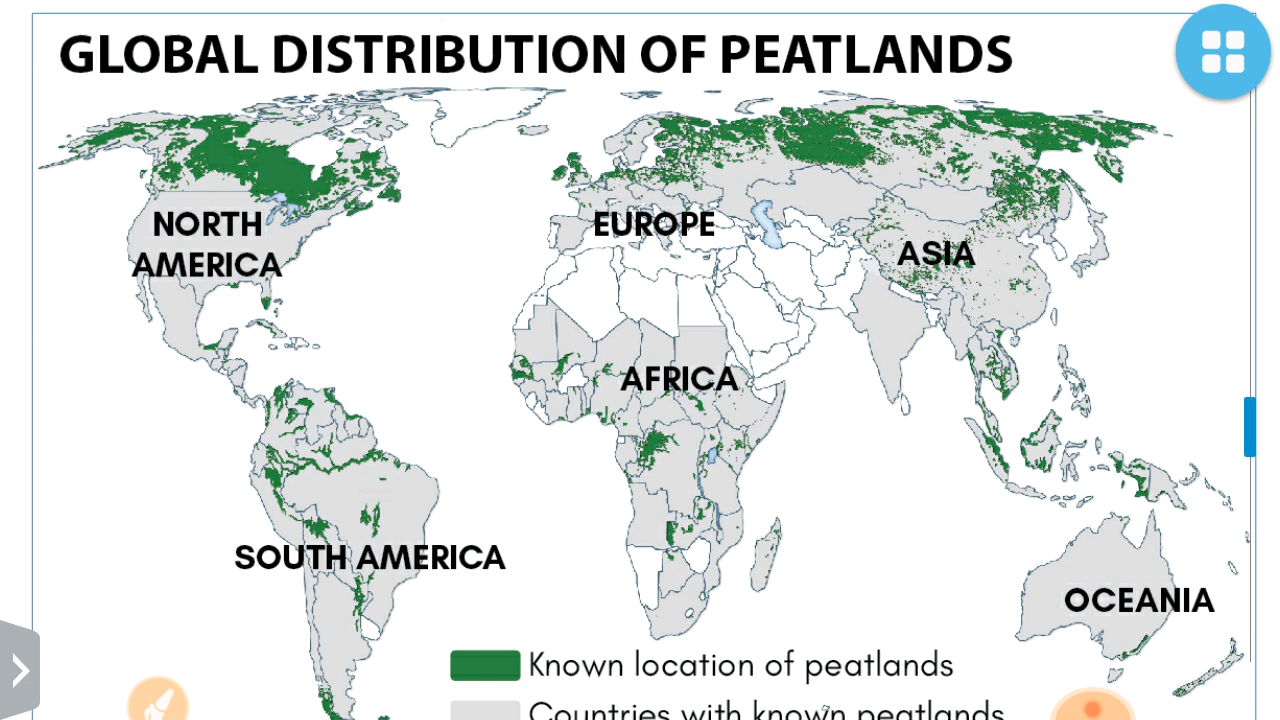 GLOBAL DISTRIBUTION OF PEATLANDS
NORTH
AMERICA
EUROPE
ASIA
AFRICA
SOUTH AMERICA
OCEANIA
Known location of peatlands
Countries with known peatlands